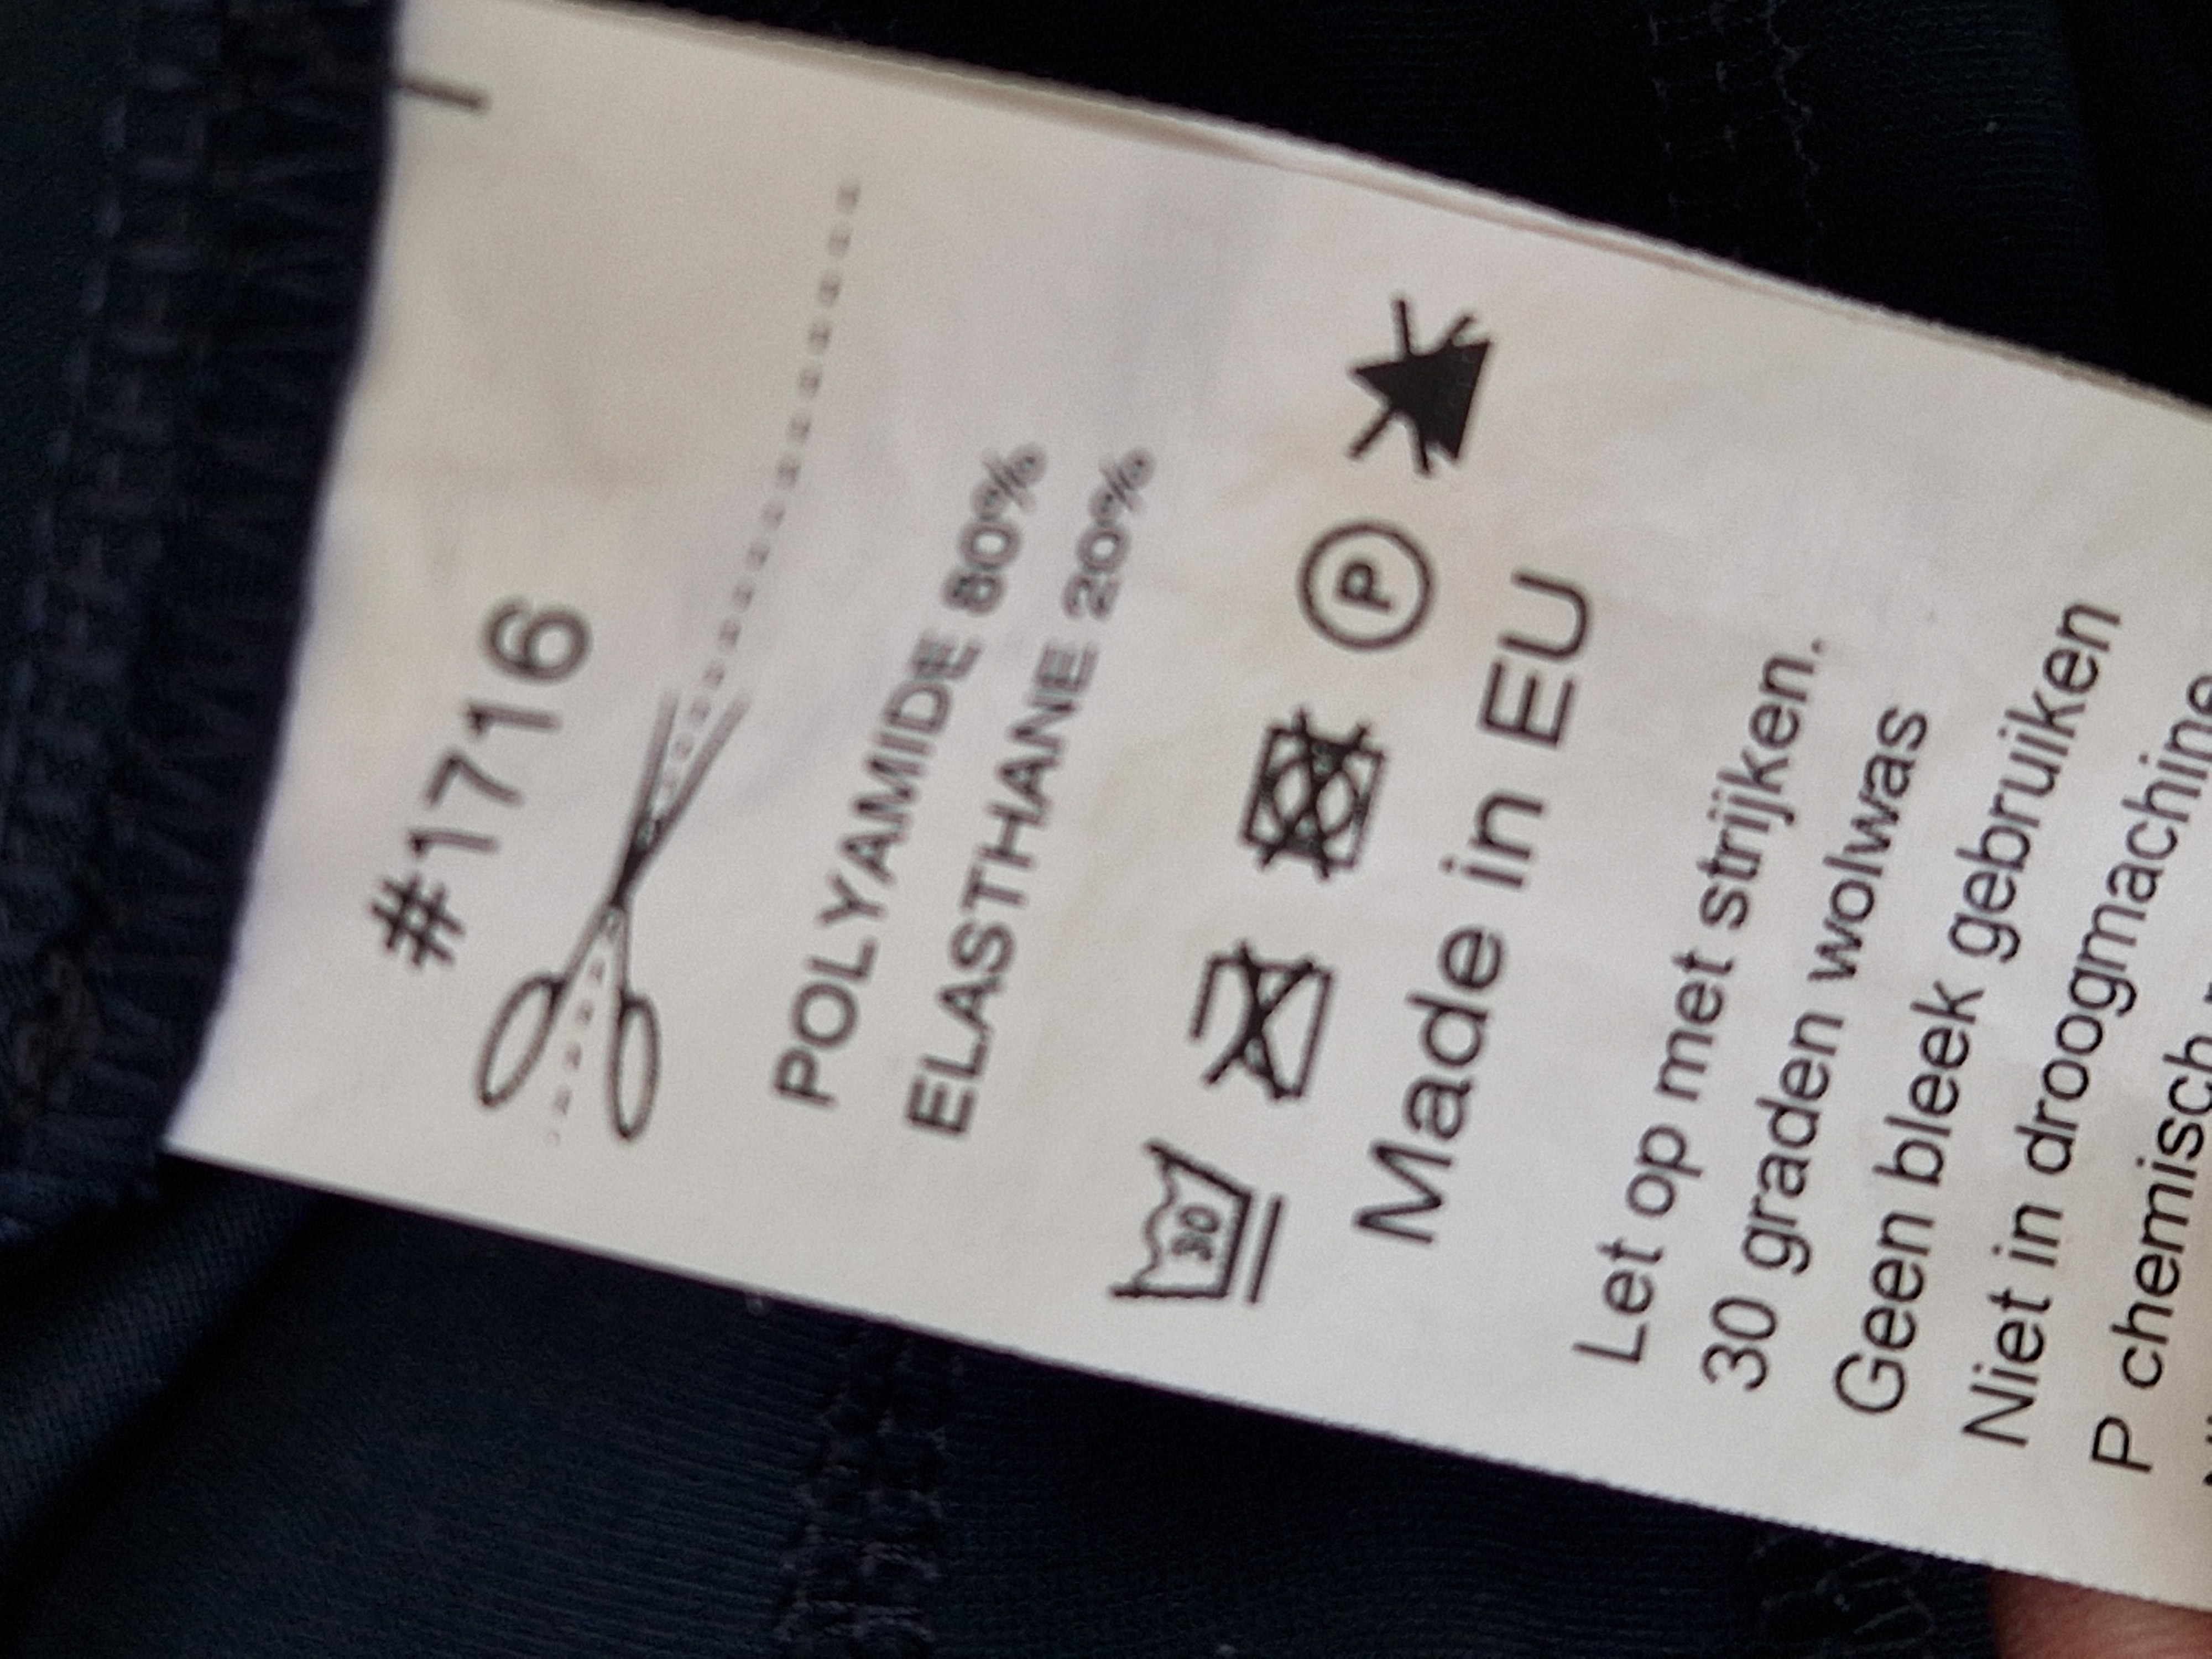 #1716
POLYAMIDE 80%
ELASTHANE 20%
30
P
Made in EU
Let op met strijken.
30 graden wolwas
Geen bleek gebruiken
Niet in droogmachine
P chemisch